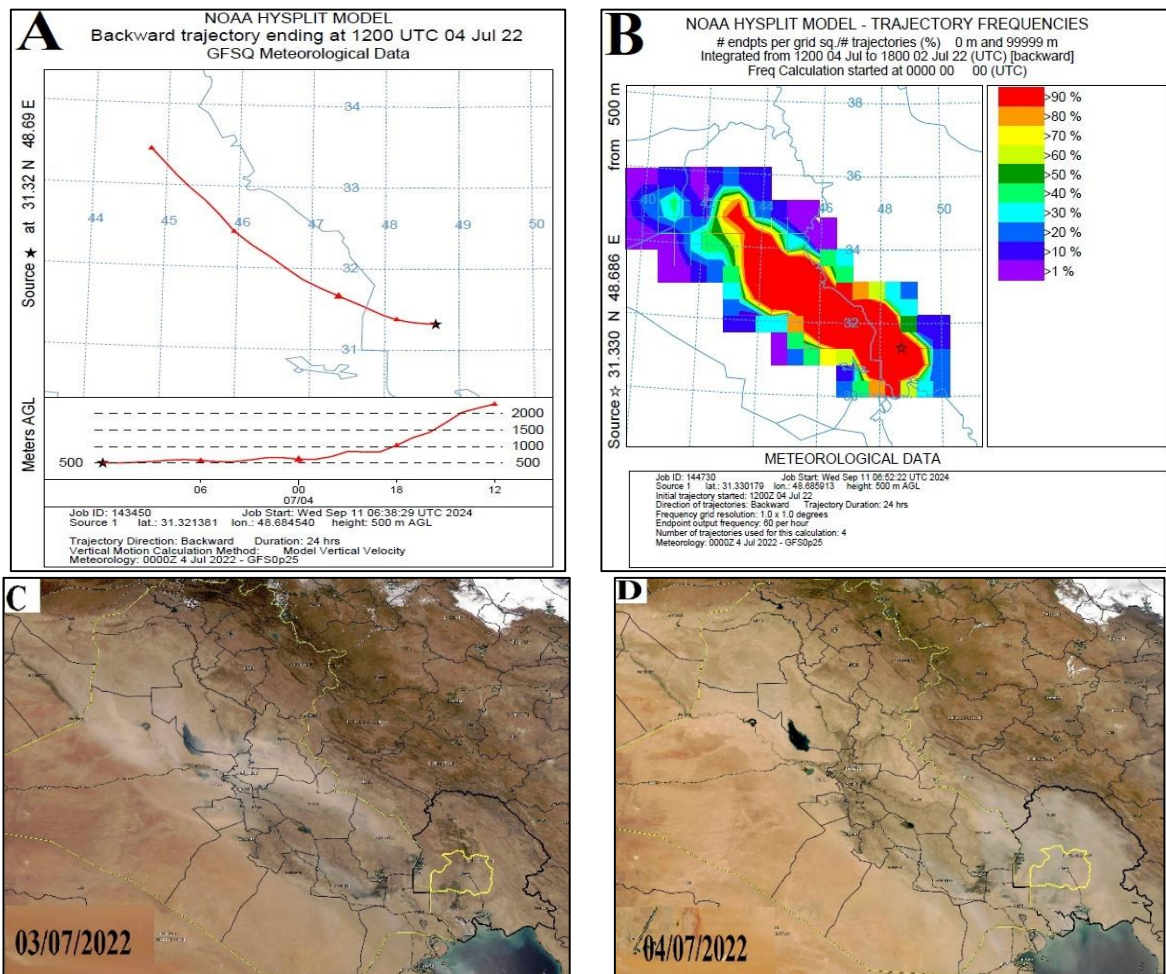 A
NOAA HYSPLIT MODEL
Backward trajectory ending at 1200 UTC 04 Jul 22
GFSQ Meteorological Data
Source ★ at 31.32 N 48.69 E
34
33
32
31
44
45
46
47
48
49
50
Meters AGL
500
2000
1500
1000
500
06
00
18
12
07/04
Job ID: 143450 Job Start: Wed Sep 11 06:38:29 UTC 2024
Source 1 lat.: 31.321381 lon.: 48.684540 height: 500 m AGL
Trajectory Direction: Backward Duration: 24 hrs
Vertical Motion Calculation Method: Model Vertical Velocity
Meteorology: 0000Z 4 Jul 2022 - GFS0p25
B
NOAA HYSPLIT MODEL - TRAJECTORY FREQUENCIES
# endpts per grid sq./# trajectories (%) 0 m and 99999 m
Integrated from 1200 04 Jul to 1800 02 Jul 22 (UTC) [backward]
Freq Calculation started at 0000 00 00 (UTC)
Source ☆ 31.330 N 48.686 E from 500 m
38
36
34
32
30
40
44
46
48
50
>90 %
>80 %
>70 %
>60 %
>50 %
>40 %
>30 %
>20 %
>10 %
>1 %
METEOROLOGICAL DATA
Job ID: 144730 Job Start: Wed Sep 11 06:52:22 UTC 2024
Source 1 lat.: 31.330179 lon.: 48.685913 height: 500 m AGL
Initial trajectory started: 1200Z 04 Jul 22
Direction of trajectories: Backward Trajectory Duration: 24 hrs
Frequency grid resolution: 1.0 x 1.0 degrees
Endpoint output frequency: 60 per hour
Number of trajectories used for this calculation: 4
Meteorology: 0000Z 4 Jul 2022 - GFS0p25
C
03/07/2022
D
04/07/2022